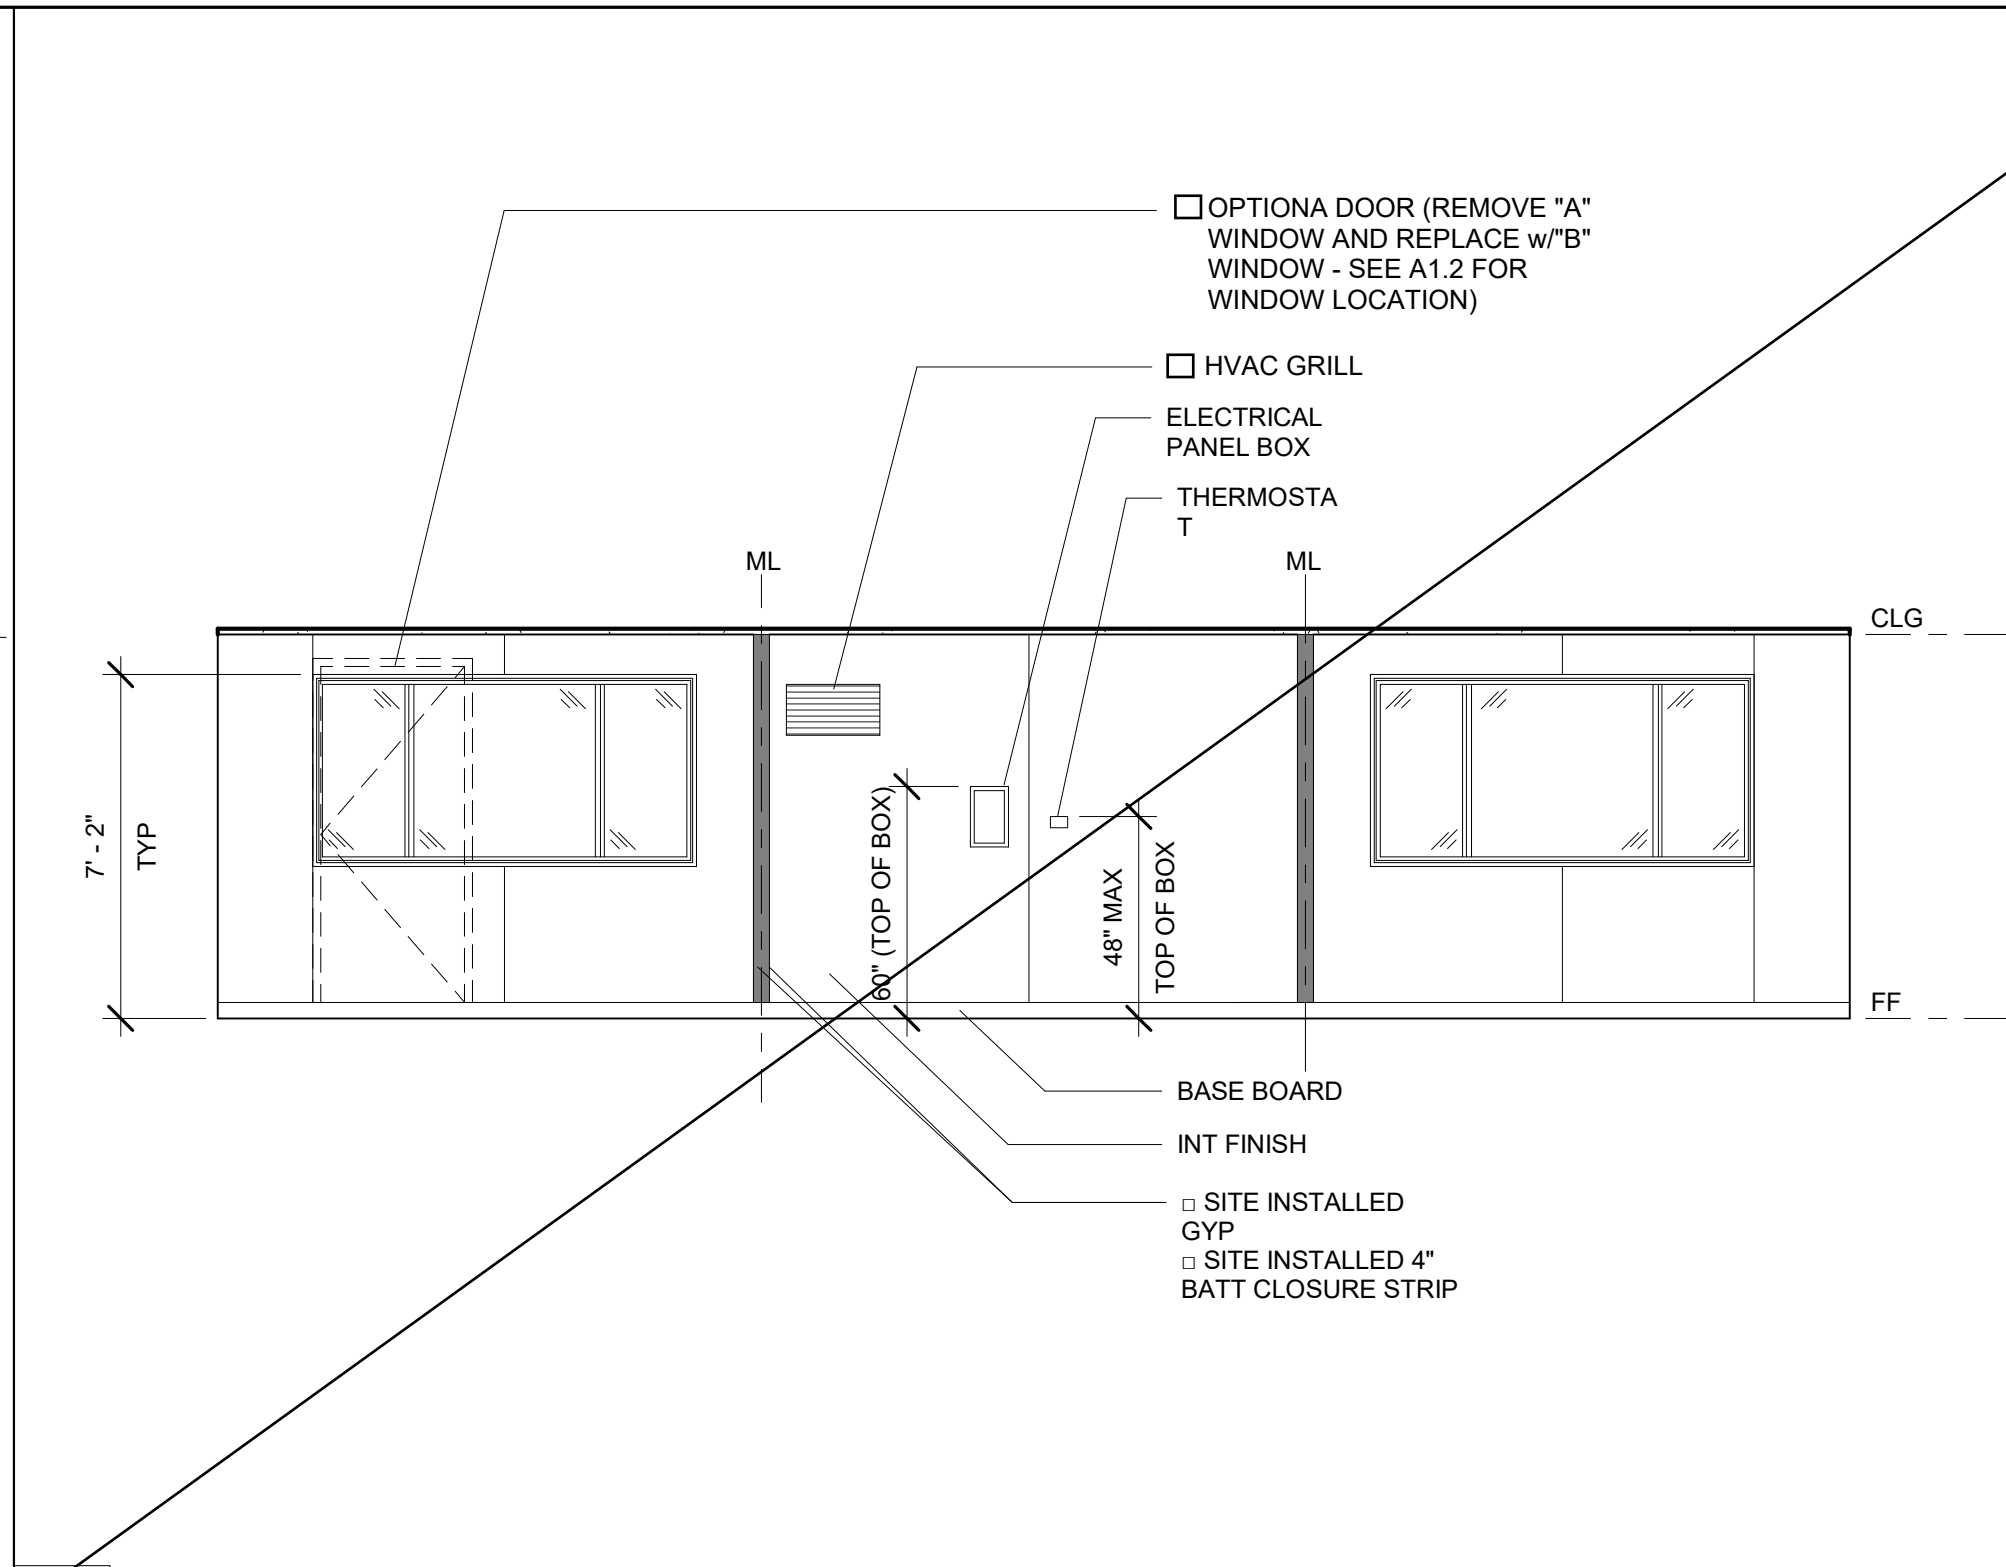 OPTIONA DOOR (REMOVE "A"
WINDOW AND REPLACE w/"B"
WINDOW - SEE A1.2 FOR
WINDOW LOCATION)
HVAC GRILL
ELECTRICAL
PANEL BOX
THERMOSTA
T
ML
ML
CLG
7' - 2"
TYP
60" (TOP OF BOX)
48" MAX
TOP OF BOX
FF
BASE BOARD
INT FINISH
□ SITE INSTALLED
GYP
□ SITE INSTALLED 4"
BATT CLOSURE STRIP